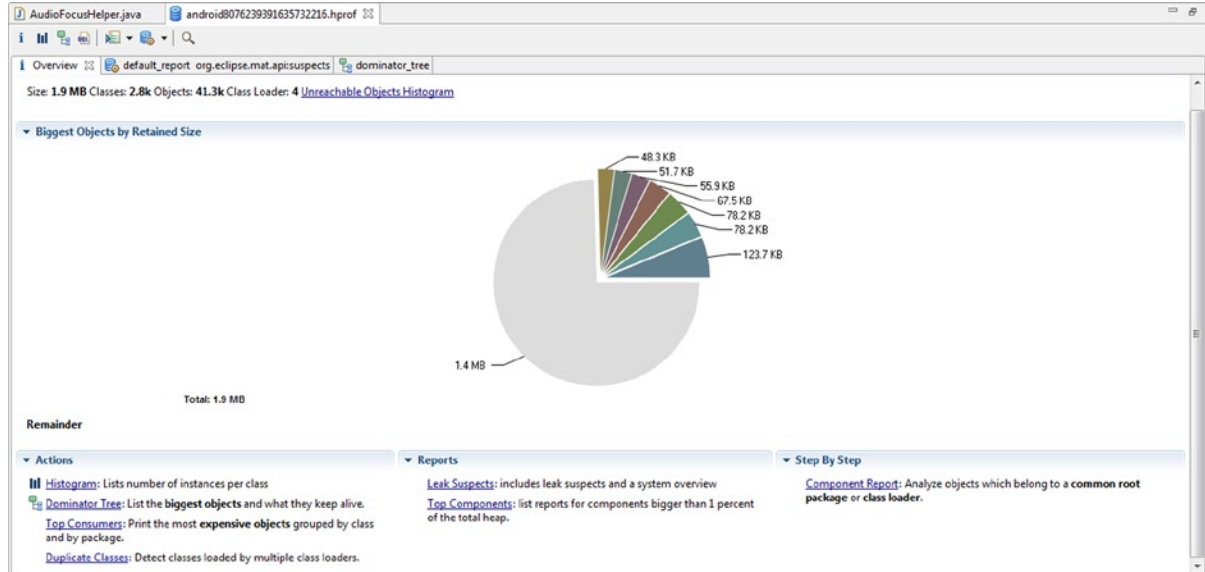 AudioFocusHelper.java
android8076239391635732216.hprof
Overview
default_report org.eclipse.mat.api:suspects
dominator_tree
Size: 1.9 MB Classes: 2.8k Objects: 41.3k Class Loader: 4 Unreachable Objects Histogram
Biggest Objects by Retained Size
48.3 KB
51.7 KB
55.9 KB
67.5 KB
78.2 KB
78.2 KB
123.7 KB
1.4 MB
Total: 1.9 MB
Remainder
Actions
Histogram: Lists number of instances per class
Dominator Tree: List the biggest objects and what they keep alive.
Top Consumers: Print the most expensive objects grouped by class
and by package.
Duplicate Classes: Detect classes loaded by multiple class loaders.
Reports
Leak Suspects: includes leak suspects and a system overview
Top Components: list reports for components bigger than 1 percent
of the total heap.
Step By Step
Component Report: Analyze objects which belong to a common root
package or class loader.